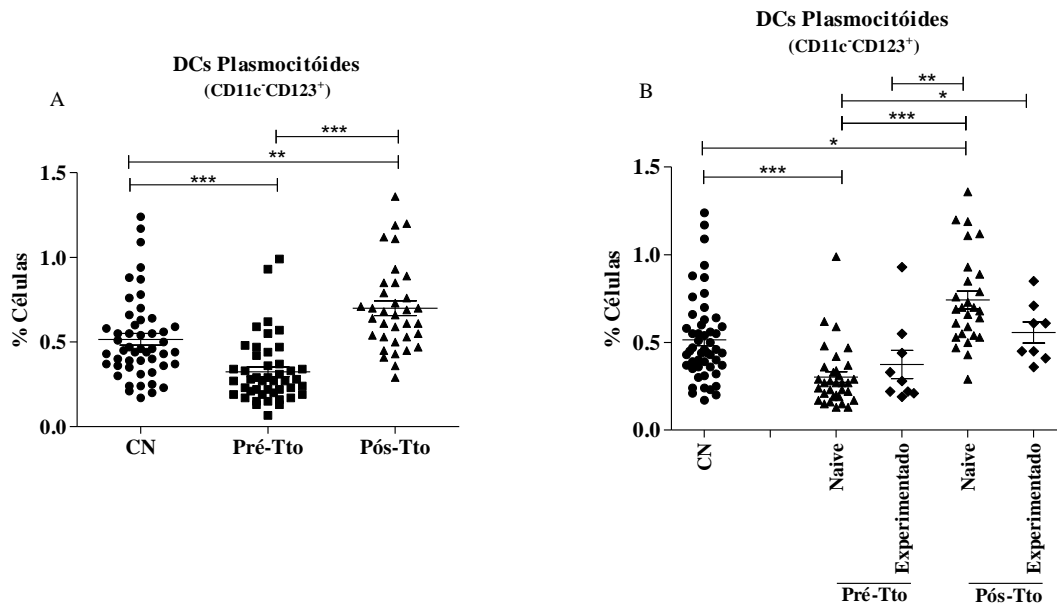 DCs Plasmocitóides
(CD11c-CD123+)
A
***
**
***
1.5
1.0
0.5
0.0
% Células
CN
Pré-Tto
Pós-Tto
DCs Plasmocitóides
(CD11c-CD123+)
B
**
*
***
*
***
1.5
1.0
0.5
0.0
% Células
CN
Naive
Experimentado
Naive
Experimentado
Pré-Tto
Pós-Tto